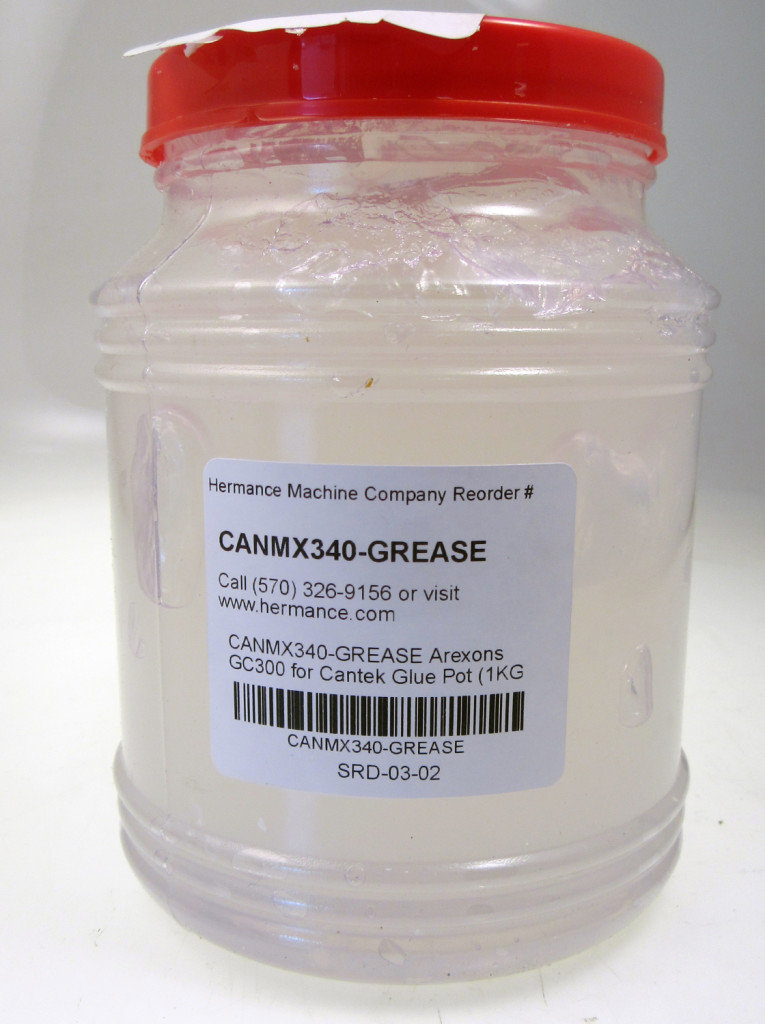 Hermance Machine Company Reorder #
CANMX340-GREASE
Call (570) 326-9156 or visit
www.hermance.com
CANMX340-GREASE Arexons
GC300 for Cantek Glue Pot (1KG
CANMX340-GREASE
SRD-03-02